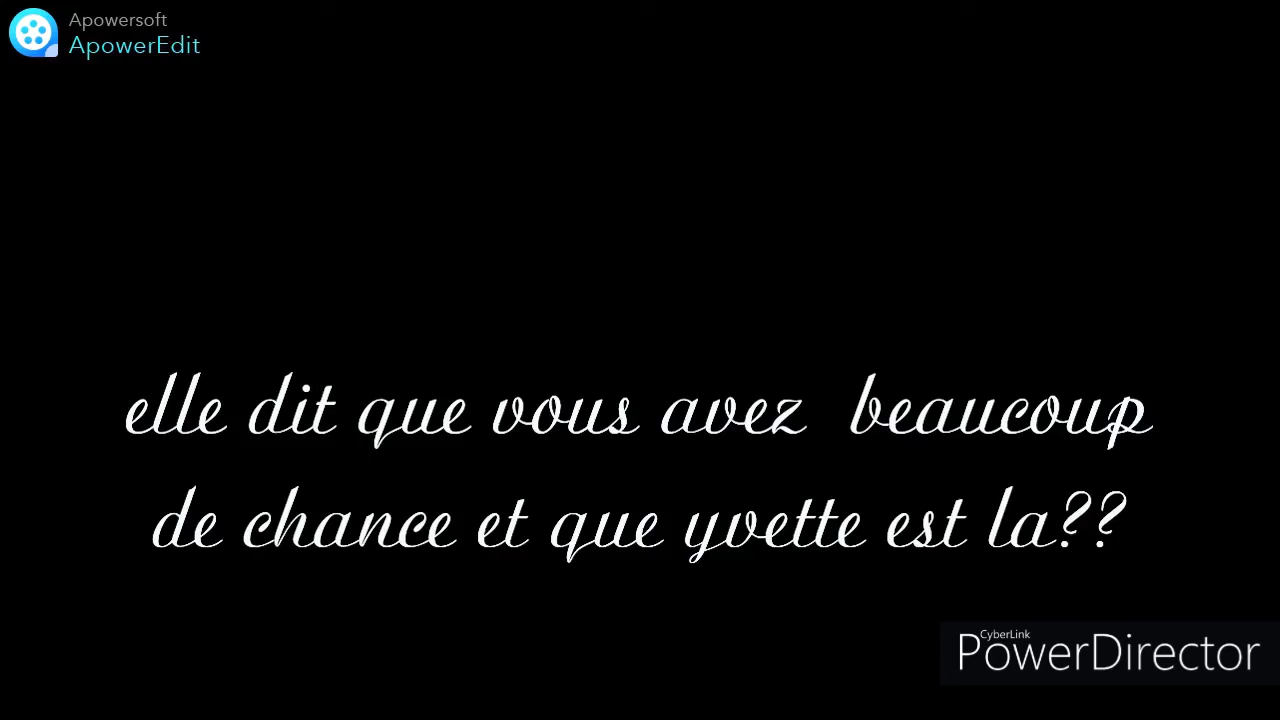 Apowersoft
ApowerEdit
elle dit que vous avez beaucoup
de chance et que yvette est la??
CyberLink
PowerDirector